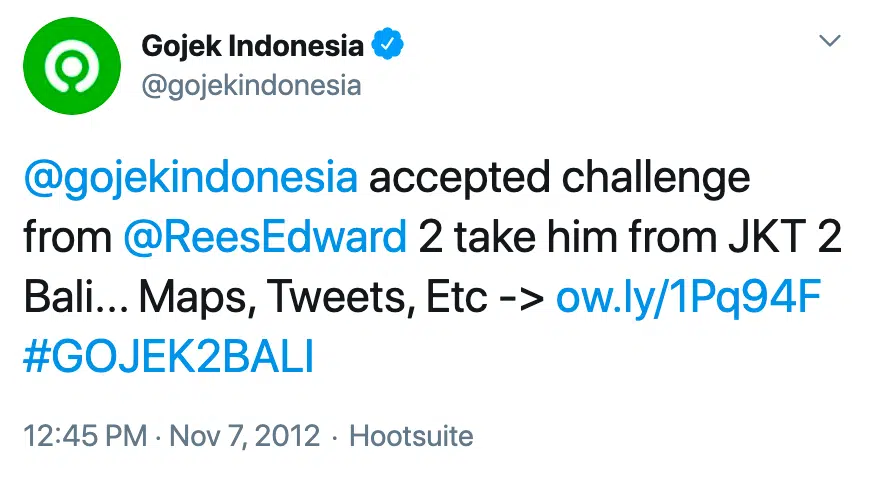 Gojek Indonesia
@gojekindonesia
@gojekindonesia accepted challenge
from @ReesEdward 2 take him from JKT 2
Bali... Maps, Tweets, Etc -> ow.ly/1Pq94F
#GOJEK2BALI
12:45 PM · Nov 7, 2012 · Hootsuite